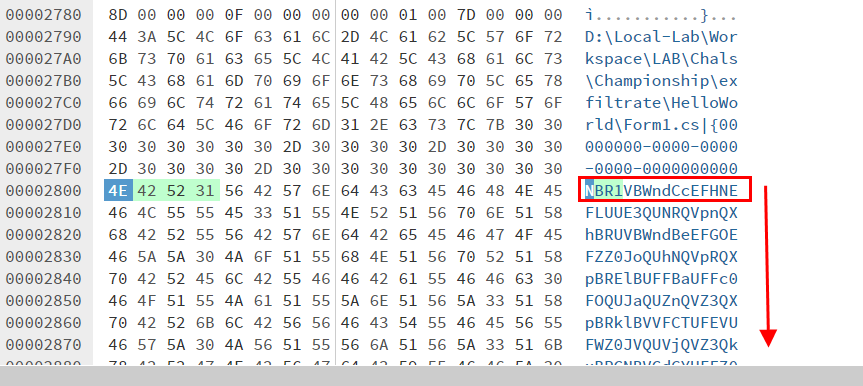 00002780 8D 00 00 00 0F 00 00 00 00 00 01 00 7D 00 00 00 i...........}...
00002790 44 3A 5C 4C 6F 63 61 6C 2D 4C 61 62 5C 57 6F 72 D:\Local-Lab\Wor
000027A0 6B 73 70 61 63 65 5C 4C 41 42 5C 43 68 61 6C 73 kspace\LAB\Chals
000027B0 5C 43 68 61 6D 70 69 6F 6E 73 68 69 70 5C 65 78 \Championship\ex
000027C0 66 69 6C 74 72 61 74 65 5C 48 65 6C 6C 6F 57 6F filtrate\HelloWo
000027D0 72 6C 64 5C 46 6F 72 6D 31 2E 63 73 7C 7B 30 30 rld\Form1.cs|{00
000027E0 30 30 30 30 30 30 2D 30 30 30 30 2D 30 30 30 30 000000-0000-0000
000027F0 2D 30 30 30 30 2D 30 30 30 30 30 30 30 30 30 30 -0000-0000000000
00002800 4E 42 52 31 56 42 57 6E 64 43 63 45 46 48 4E 45 NBR1VBWndCcEFHNE
00002810 46 4C 55 55 45 33 51 55 4E 52 51 56 70 6E 51 58 FLUUE3QUNRQVpnQX
00002820 68 42 52 55 56 42 57 6E 64 42 65 45 46 47 4F 45 hBRUVBWndBeEFGOE
00002830 46 5A 5A 30 4A 6F 51 55 68 4E 51 56 70 52 51 58 FZZ0JoQUhNQVpRQX
00002840 70 42 52 45 6C 42 55 46 46 42 61 55 46 46 63 30 pBRElBUFFBaUFFc0
00002850 46 4F 51 55 4A 61 51 55 5A 6E 51 56 5A 33 51 58 FOQUJaQUZnQVZ3QX
00002860 70 42 52 6B 6C 42 56 56 46 43 54 55 46 45 56 55 pBRklBVVFCTUFEVU
00002870 46 57 5A 30 4A 56 51 55 56 6A 51 56 5A 33 51 6B FWZ0JVQUVjQVZ3Qk